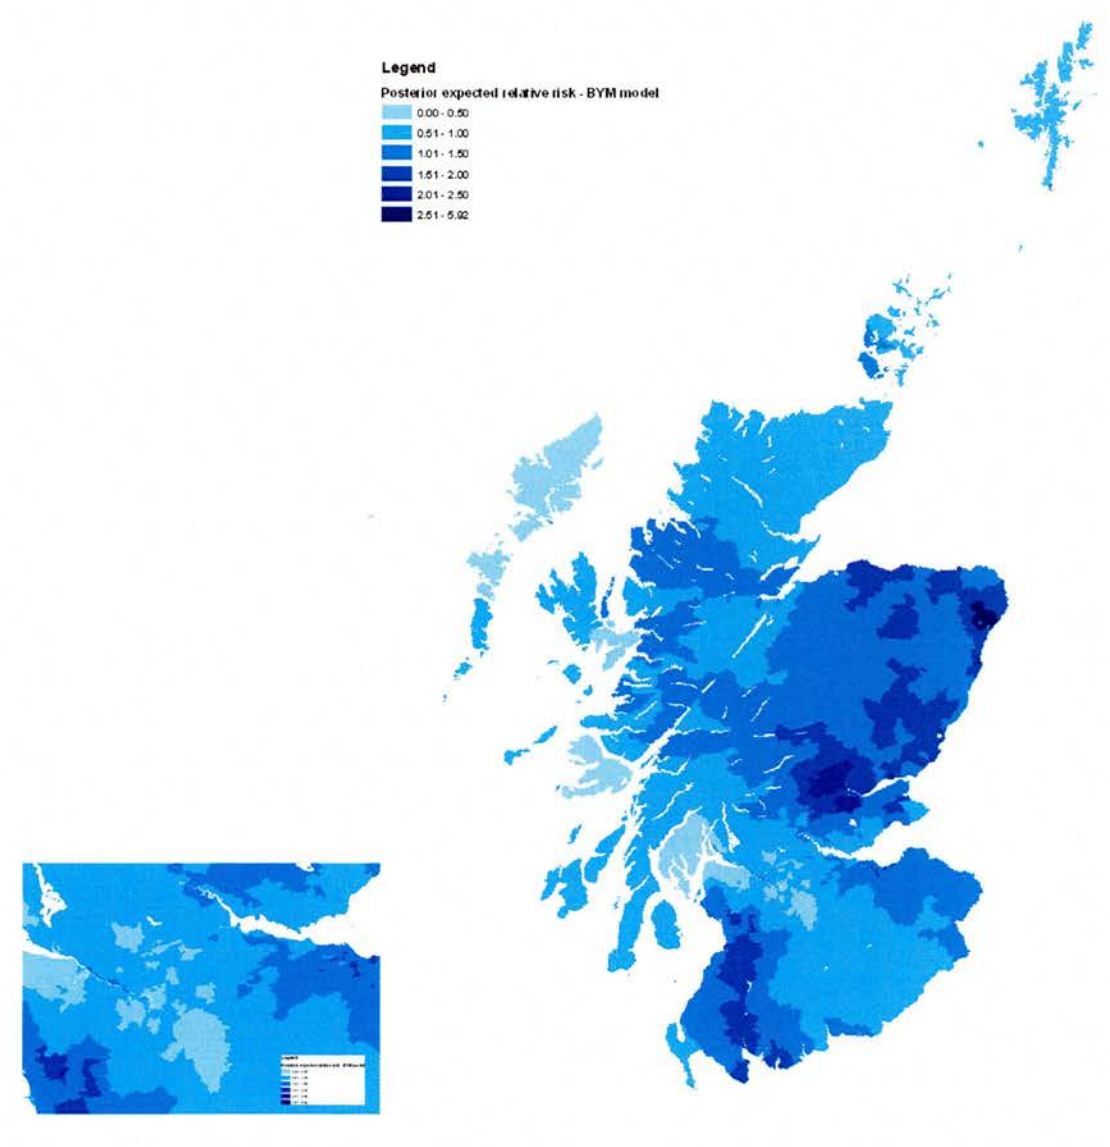 Legend
Posterior expected relative risk - BYM model
0.00 - 0.50
0.51 - 1.00
1.01 - 1.50
1.51 - 2.00
2.01 - 2.50
2.51 - 5.92
Legend